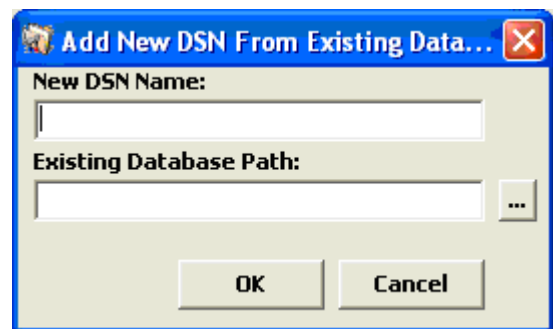 Add New DSN From Existing Data...
New DSN Name:
Existing Database Path:
...
OK Cancel